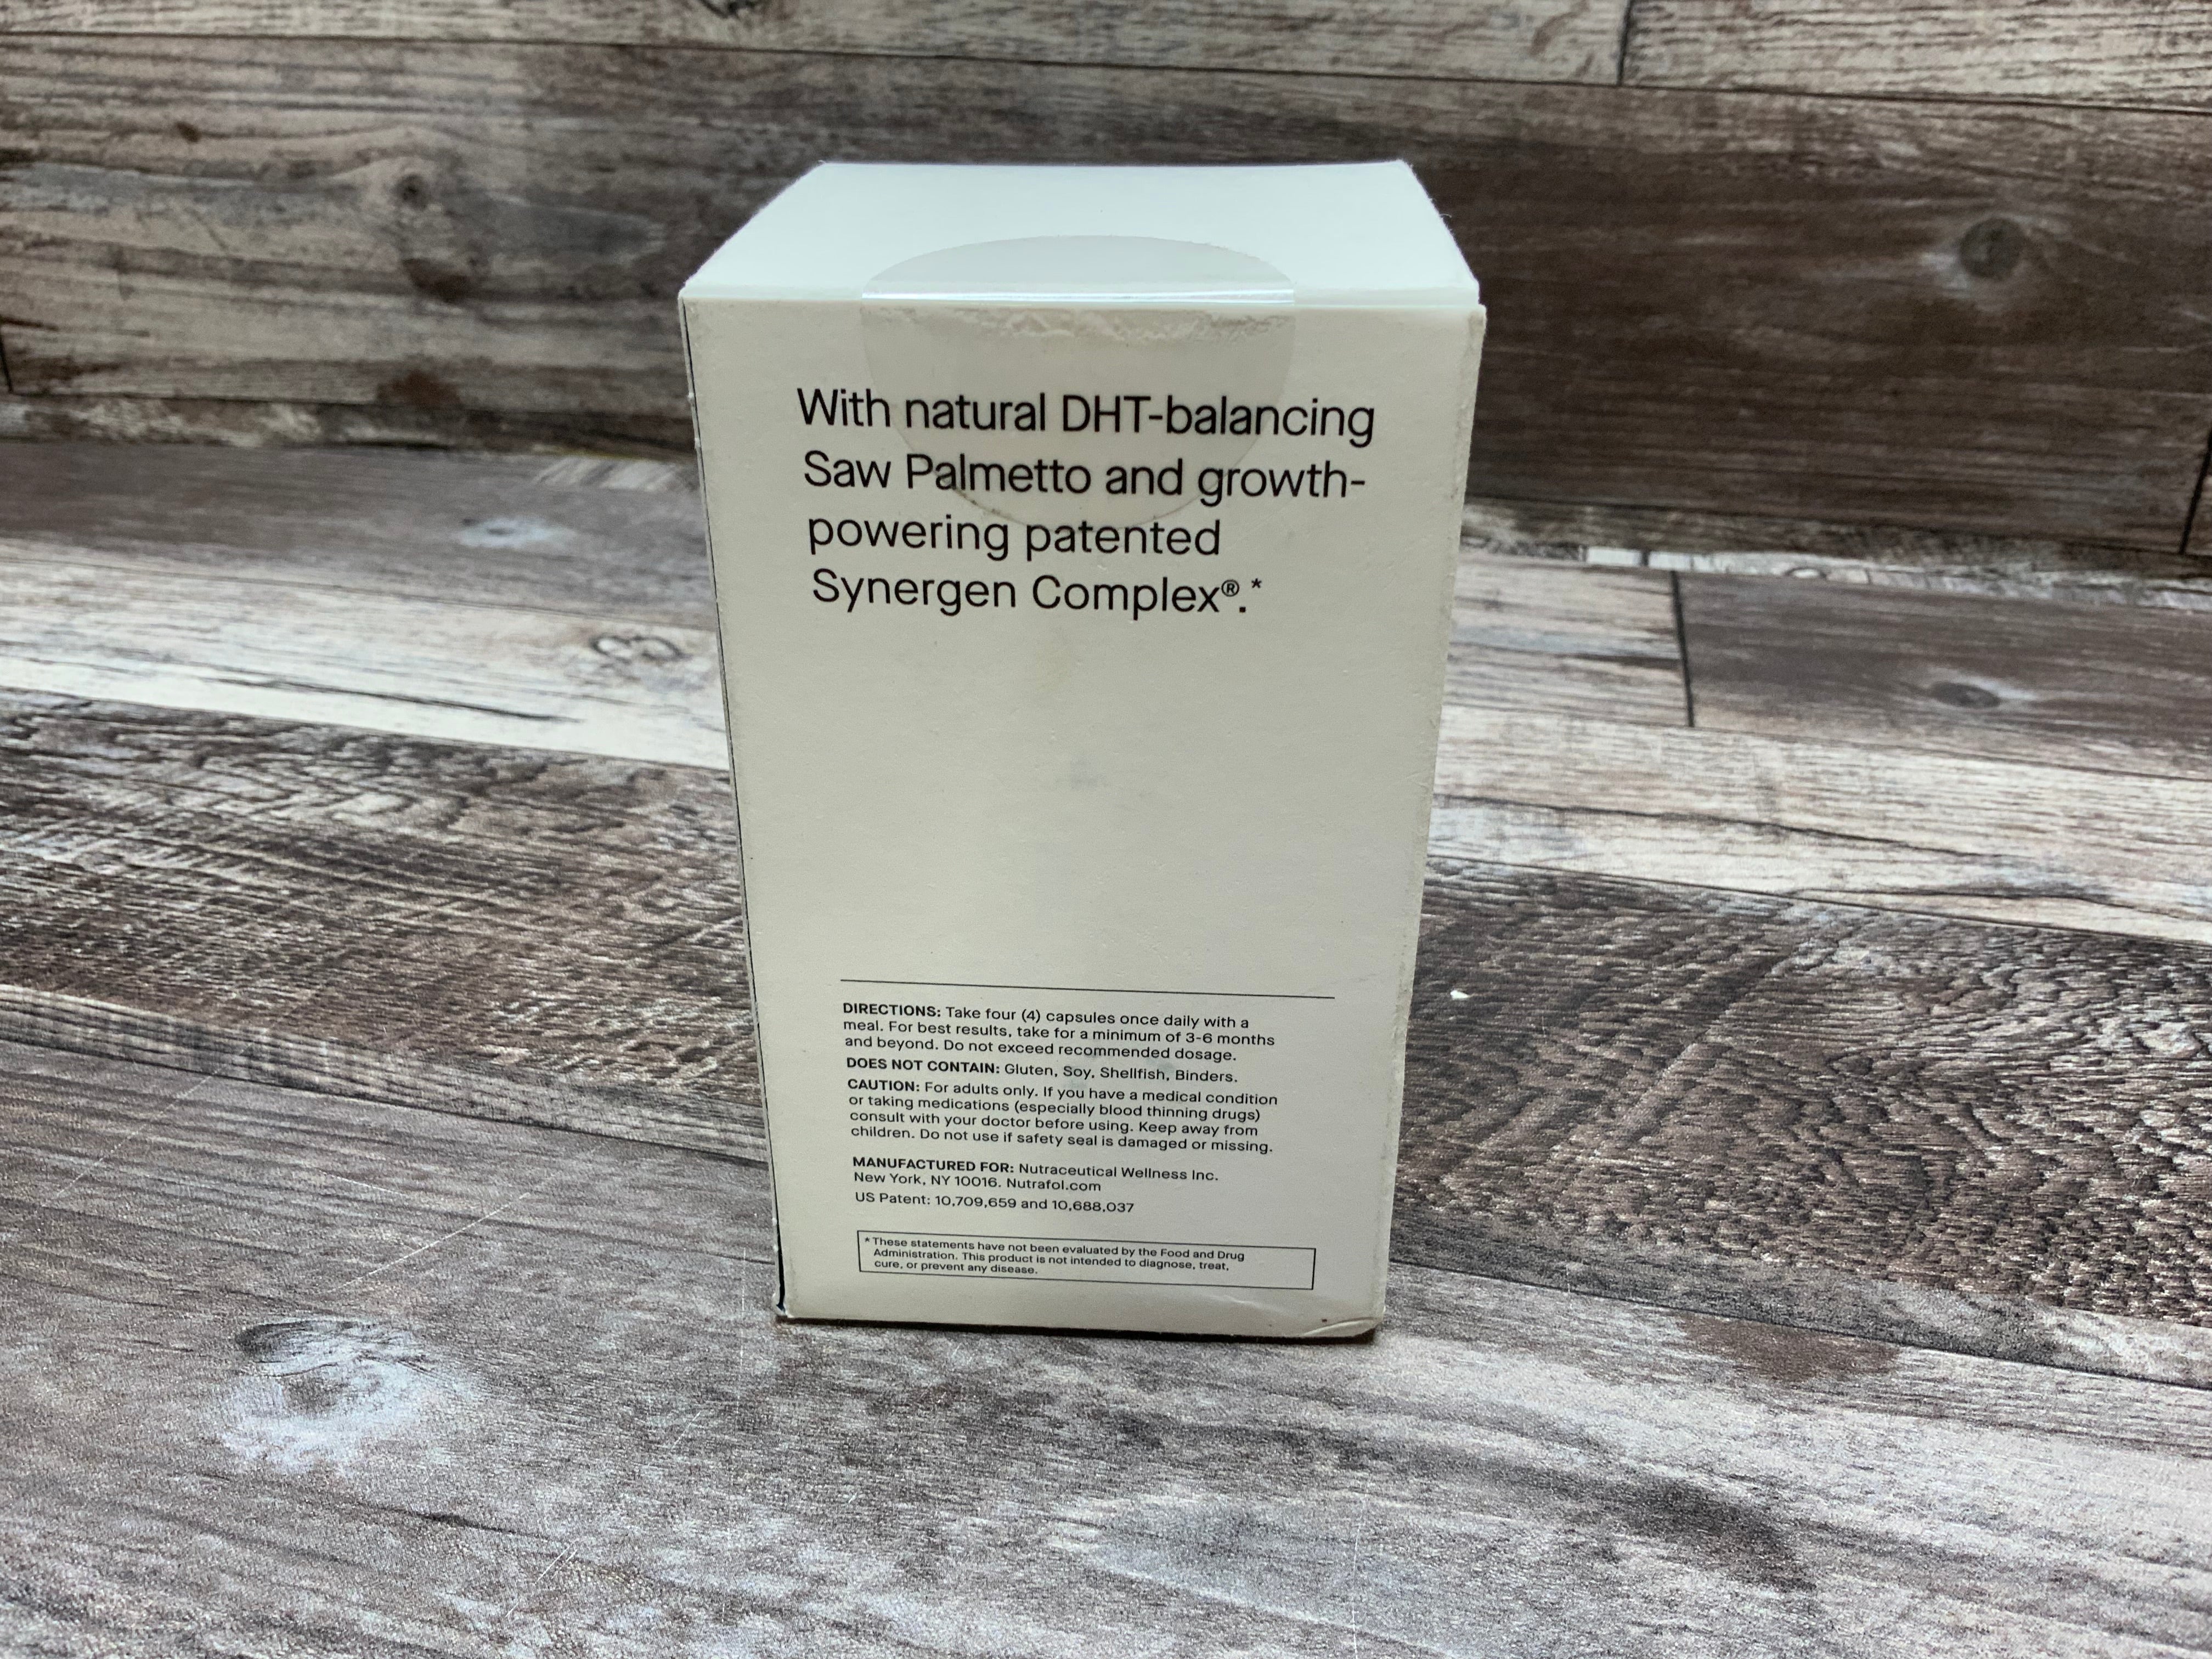 With natural DHT-balancing
Saw Palmetto and growth-
powering patented
Synergen Complex®.*
DIRECTIONS: Take four (4) capsules once daily with a
meal. For best results, take for a minimum of 3-6 months
and beyond. Do not exceed recommended dosage.
DOES NOT CONTAIN: Gluten, Soy, Shellfish, Binders.
CAUTION: For adults only. If you have a medical condition
or taking medications (especially blood thinning drugs)
consult with your doctor before using. Keep away from
children. Do not use if safety seal is damaged or missing.
MANUFACTURED FOR: Nutraceutical Wellness Inc.
New York, NY 10016. Nutrafol.com
US Patent: 10,709,659 and 10,688,037
* These statements have not been evaluated by the Food and Drug
Administration. This product is not intended to diagnose, treat,
cure, or prevent any disease.